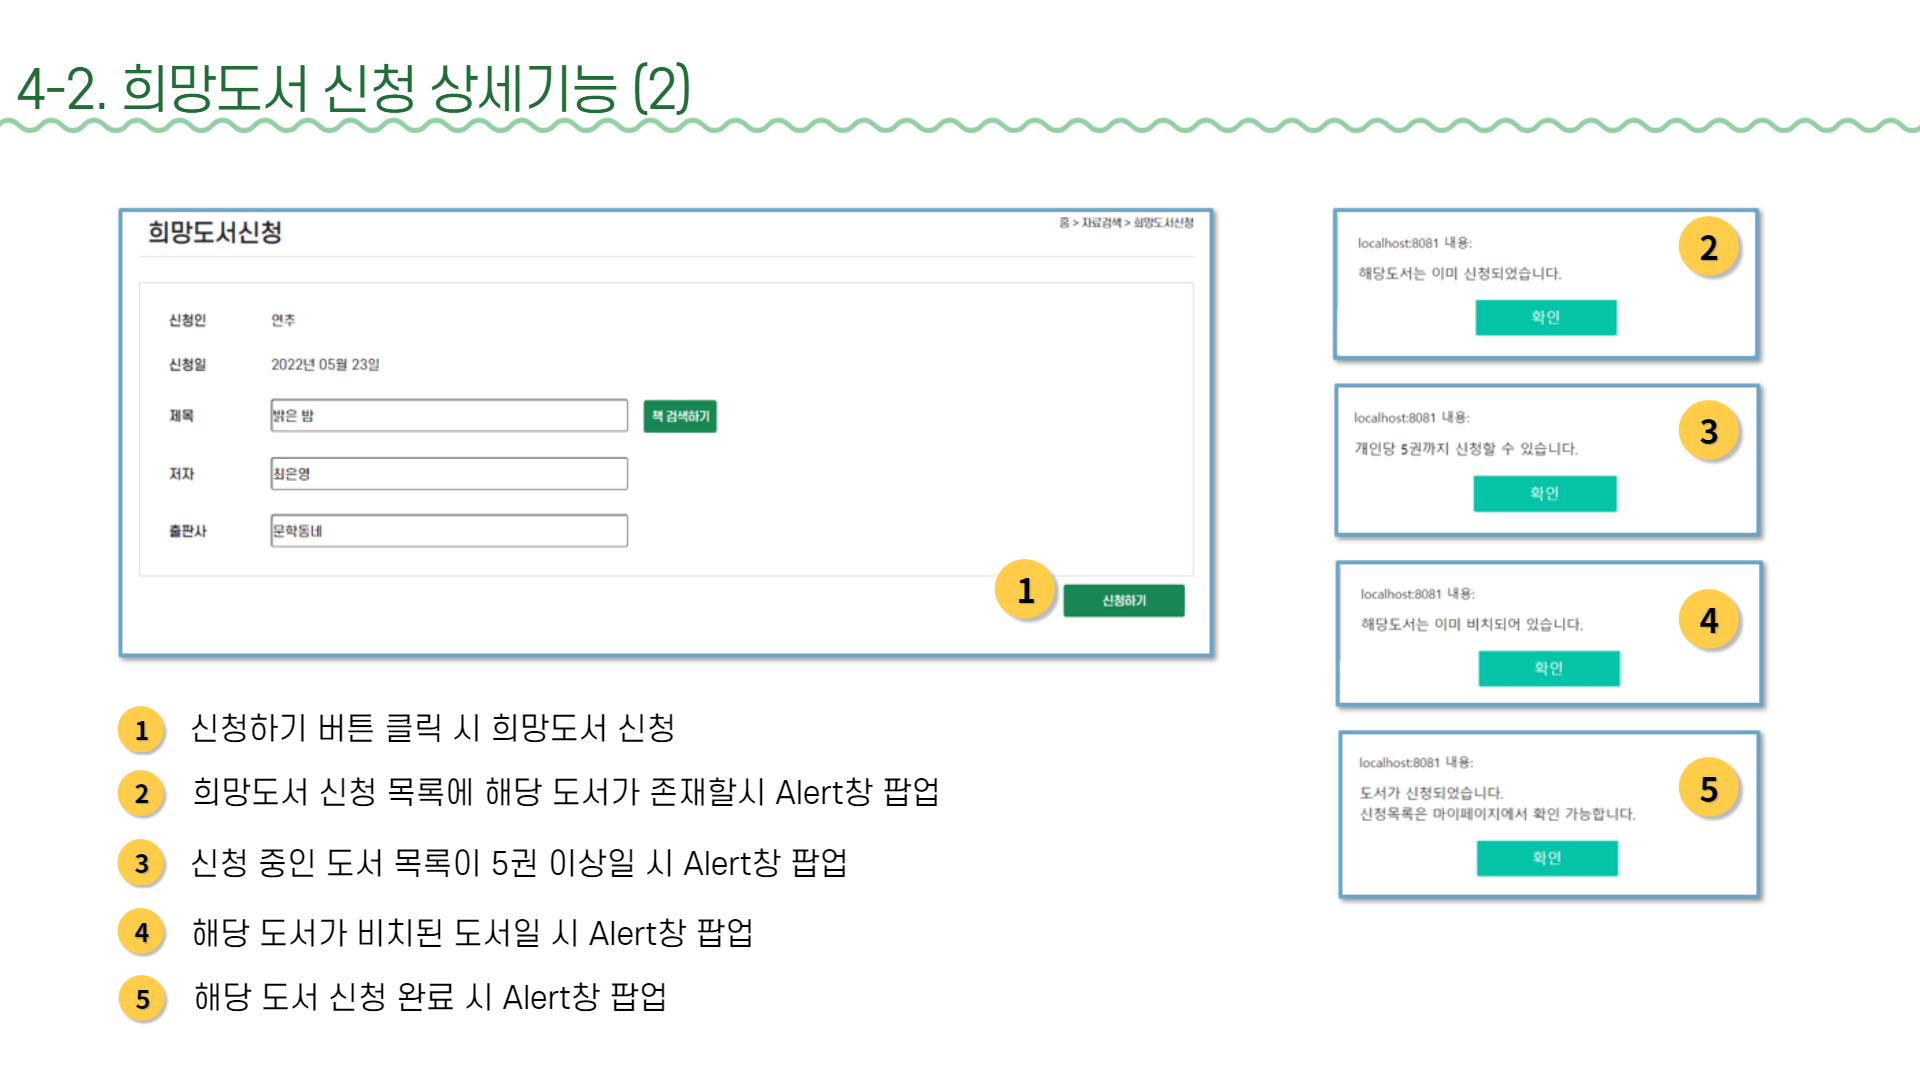 4-2. 희망도서 신청 상세기능 (2)
희망도서신청
홈 > 자료검색 > 희망도서신청
신청인 연추
신청일 2022년 05월 23일
제목 밝은 밤 책 검색하기
저자 최은영
출판사 문학동네
1 신청하기
localhost:8081 내용:
2
해당도서는 이미 신청되었습니다.
확인
localhost:8081 내용:
3
개인당 5권까지 신청할 수 있습니다.
확인
localhost:8081 내용:
4
해당도서는 이미 비치되어 있습니다.
확인
localhost:8081 내용:
5
도서가 신청되었습니다.
신청목록은 마이페이지에서 확인 가능합니다.
확인
1 신청하기 버튼 클릭 시 희망도서 신청
2 희망도서 신청 목록에 해당 도서가 존재할시 Alert창 팝업
3 신청 중인 도서 목록이 5권 이상일 시 Alert창 팝업
4 해당 도서가 비치된 도서일 시 Alert창 팝업
5 해당 도서 신청 완료 시 Alert창 팝업